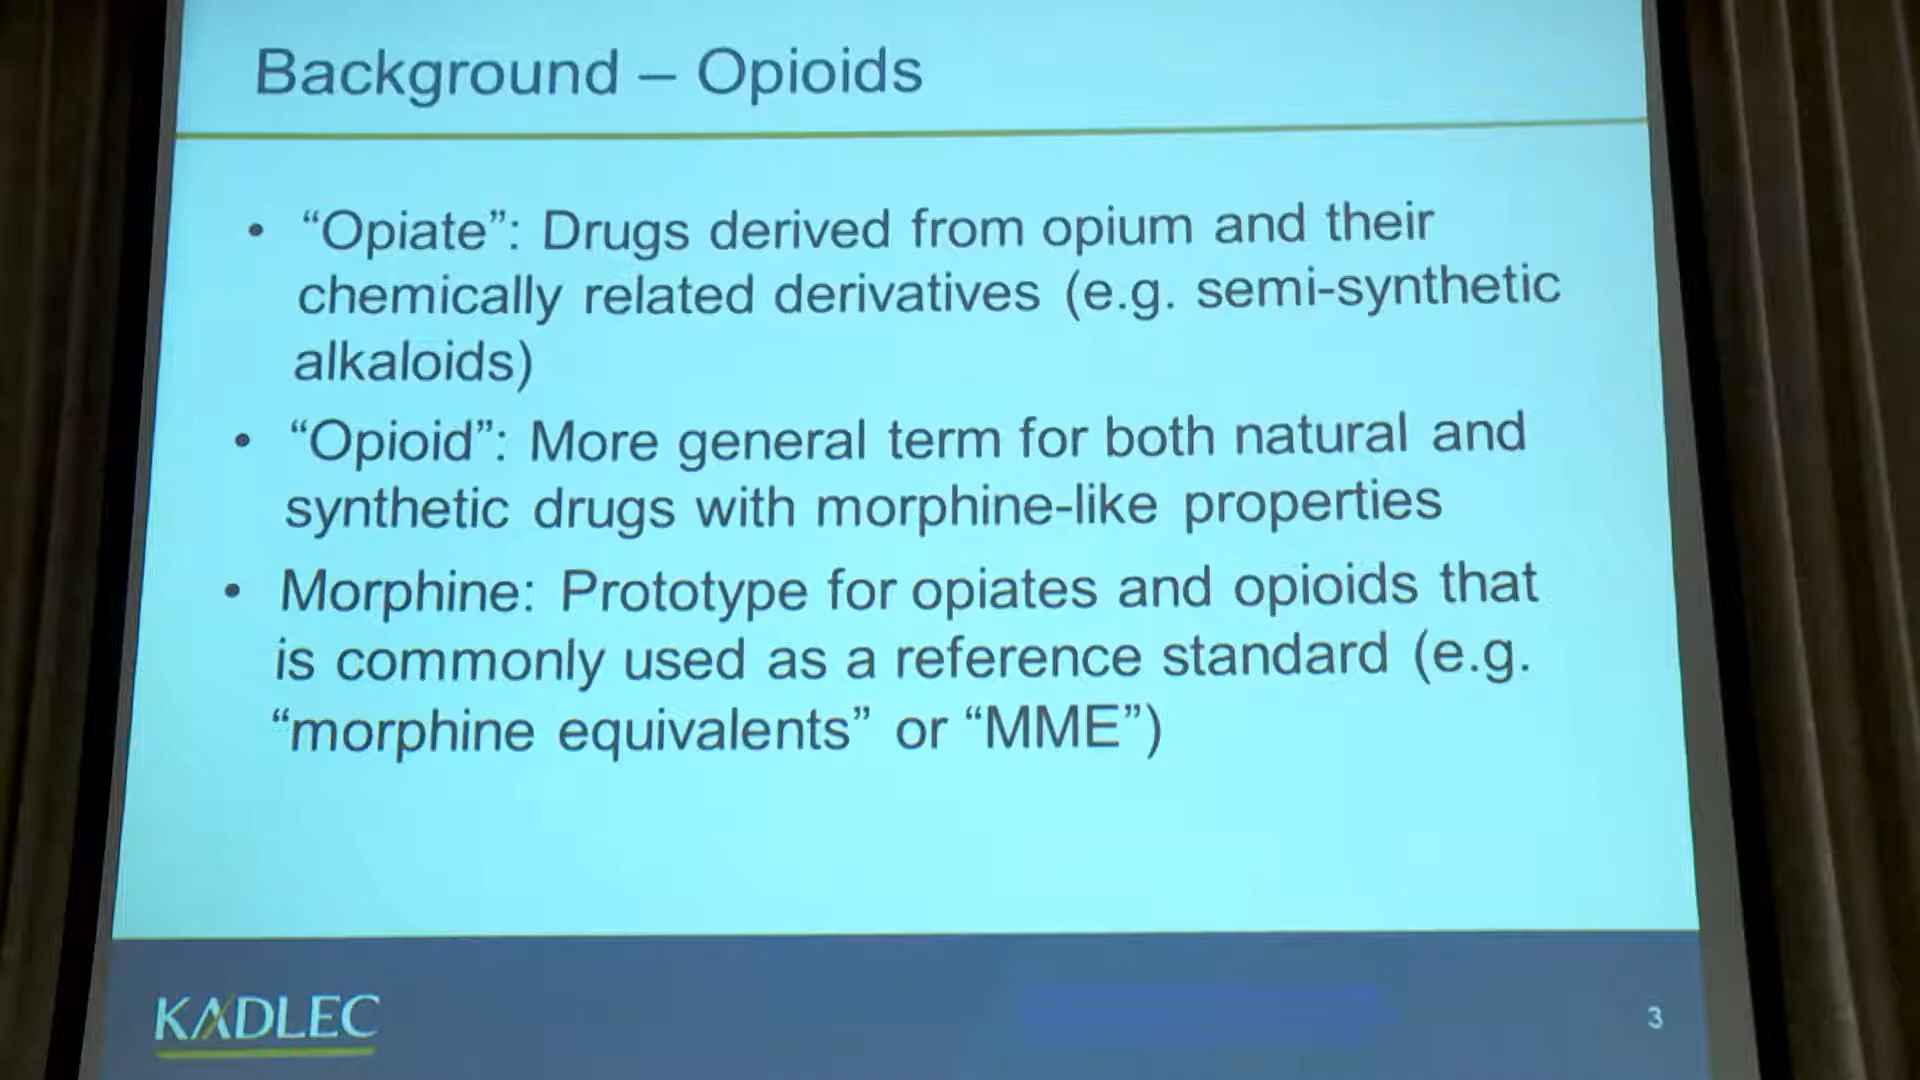 Background – Opioids
• “Opiate”: Drugs derived from opium and their
chemically related derivatives (e.g. semi-synthetic
alkaloids)
• “Opioid”: More general term for both natural and
synthetic drugs with morphine-like properties
• Morphine: Prototype for opiates and opioids that
is commonly used as a reference standard (e.g.
“morphine equivalents” or “MME”)
KADLEC
3